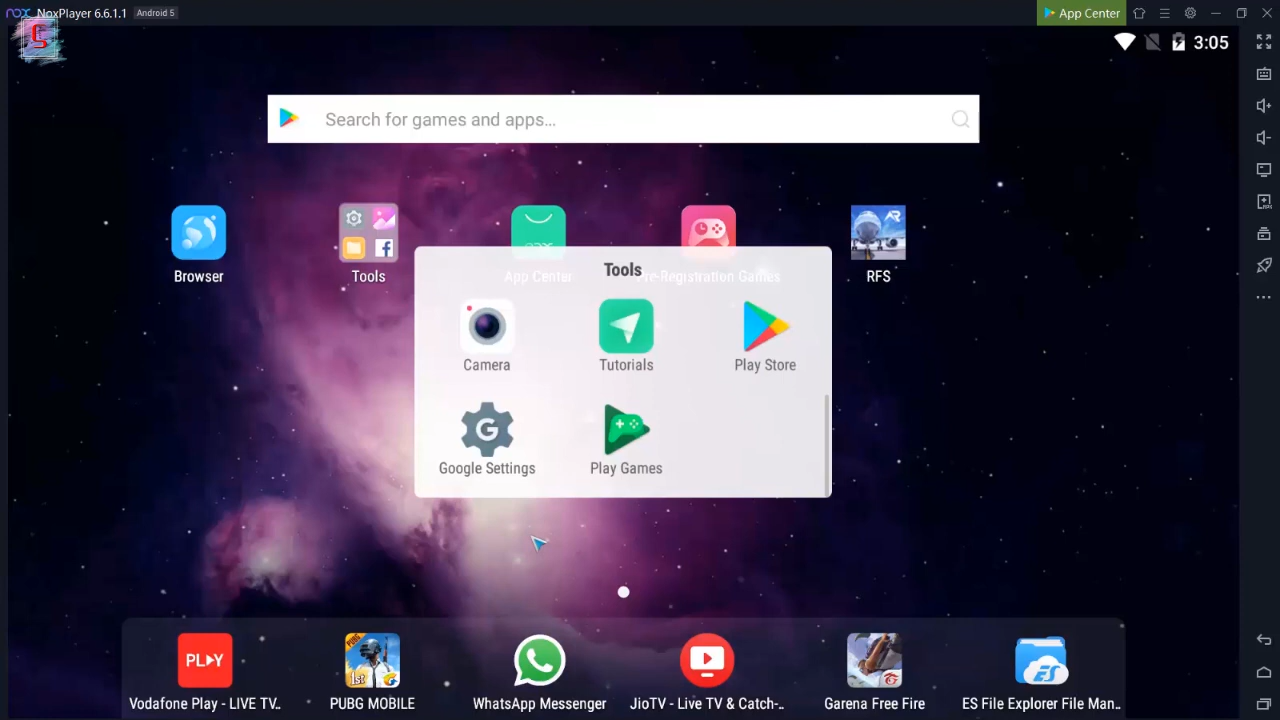 nox NoxPlayer 6.6.1.1 Android 5
App Center
3:05
Search for games and apps...
Browser
Tools
App Center
Pre-Registration Games
RFS
Tools
Camera
Tutorials
Play Store
Google Settings
Play Games
PLAY
Vodafone Play - LIVE TV..
PUBG MOBILE
WhatsApp Messenger
JioTV - Live TV & Catch-..
Garena Free Fire
ES File Explorer File Man..